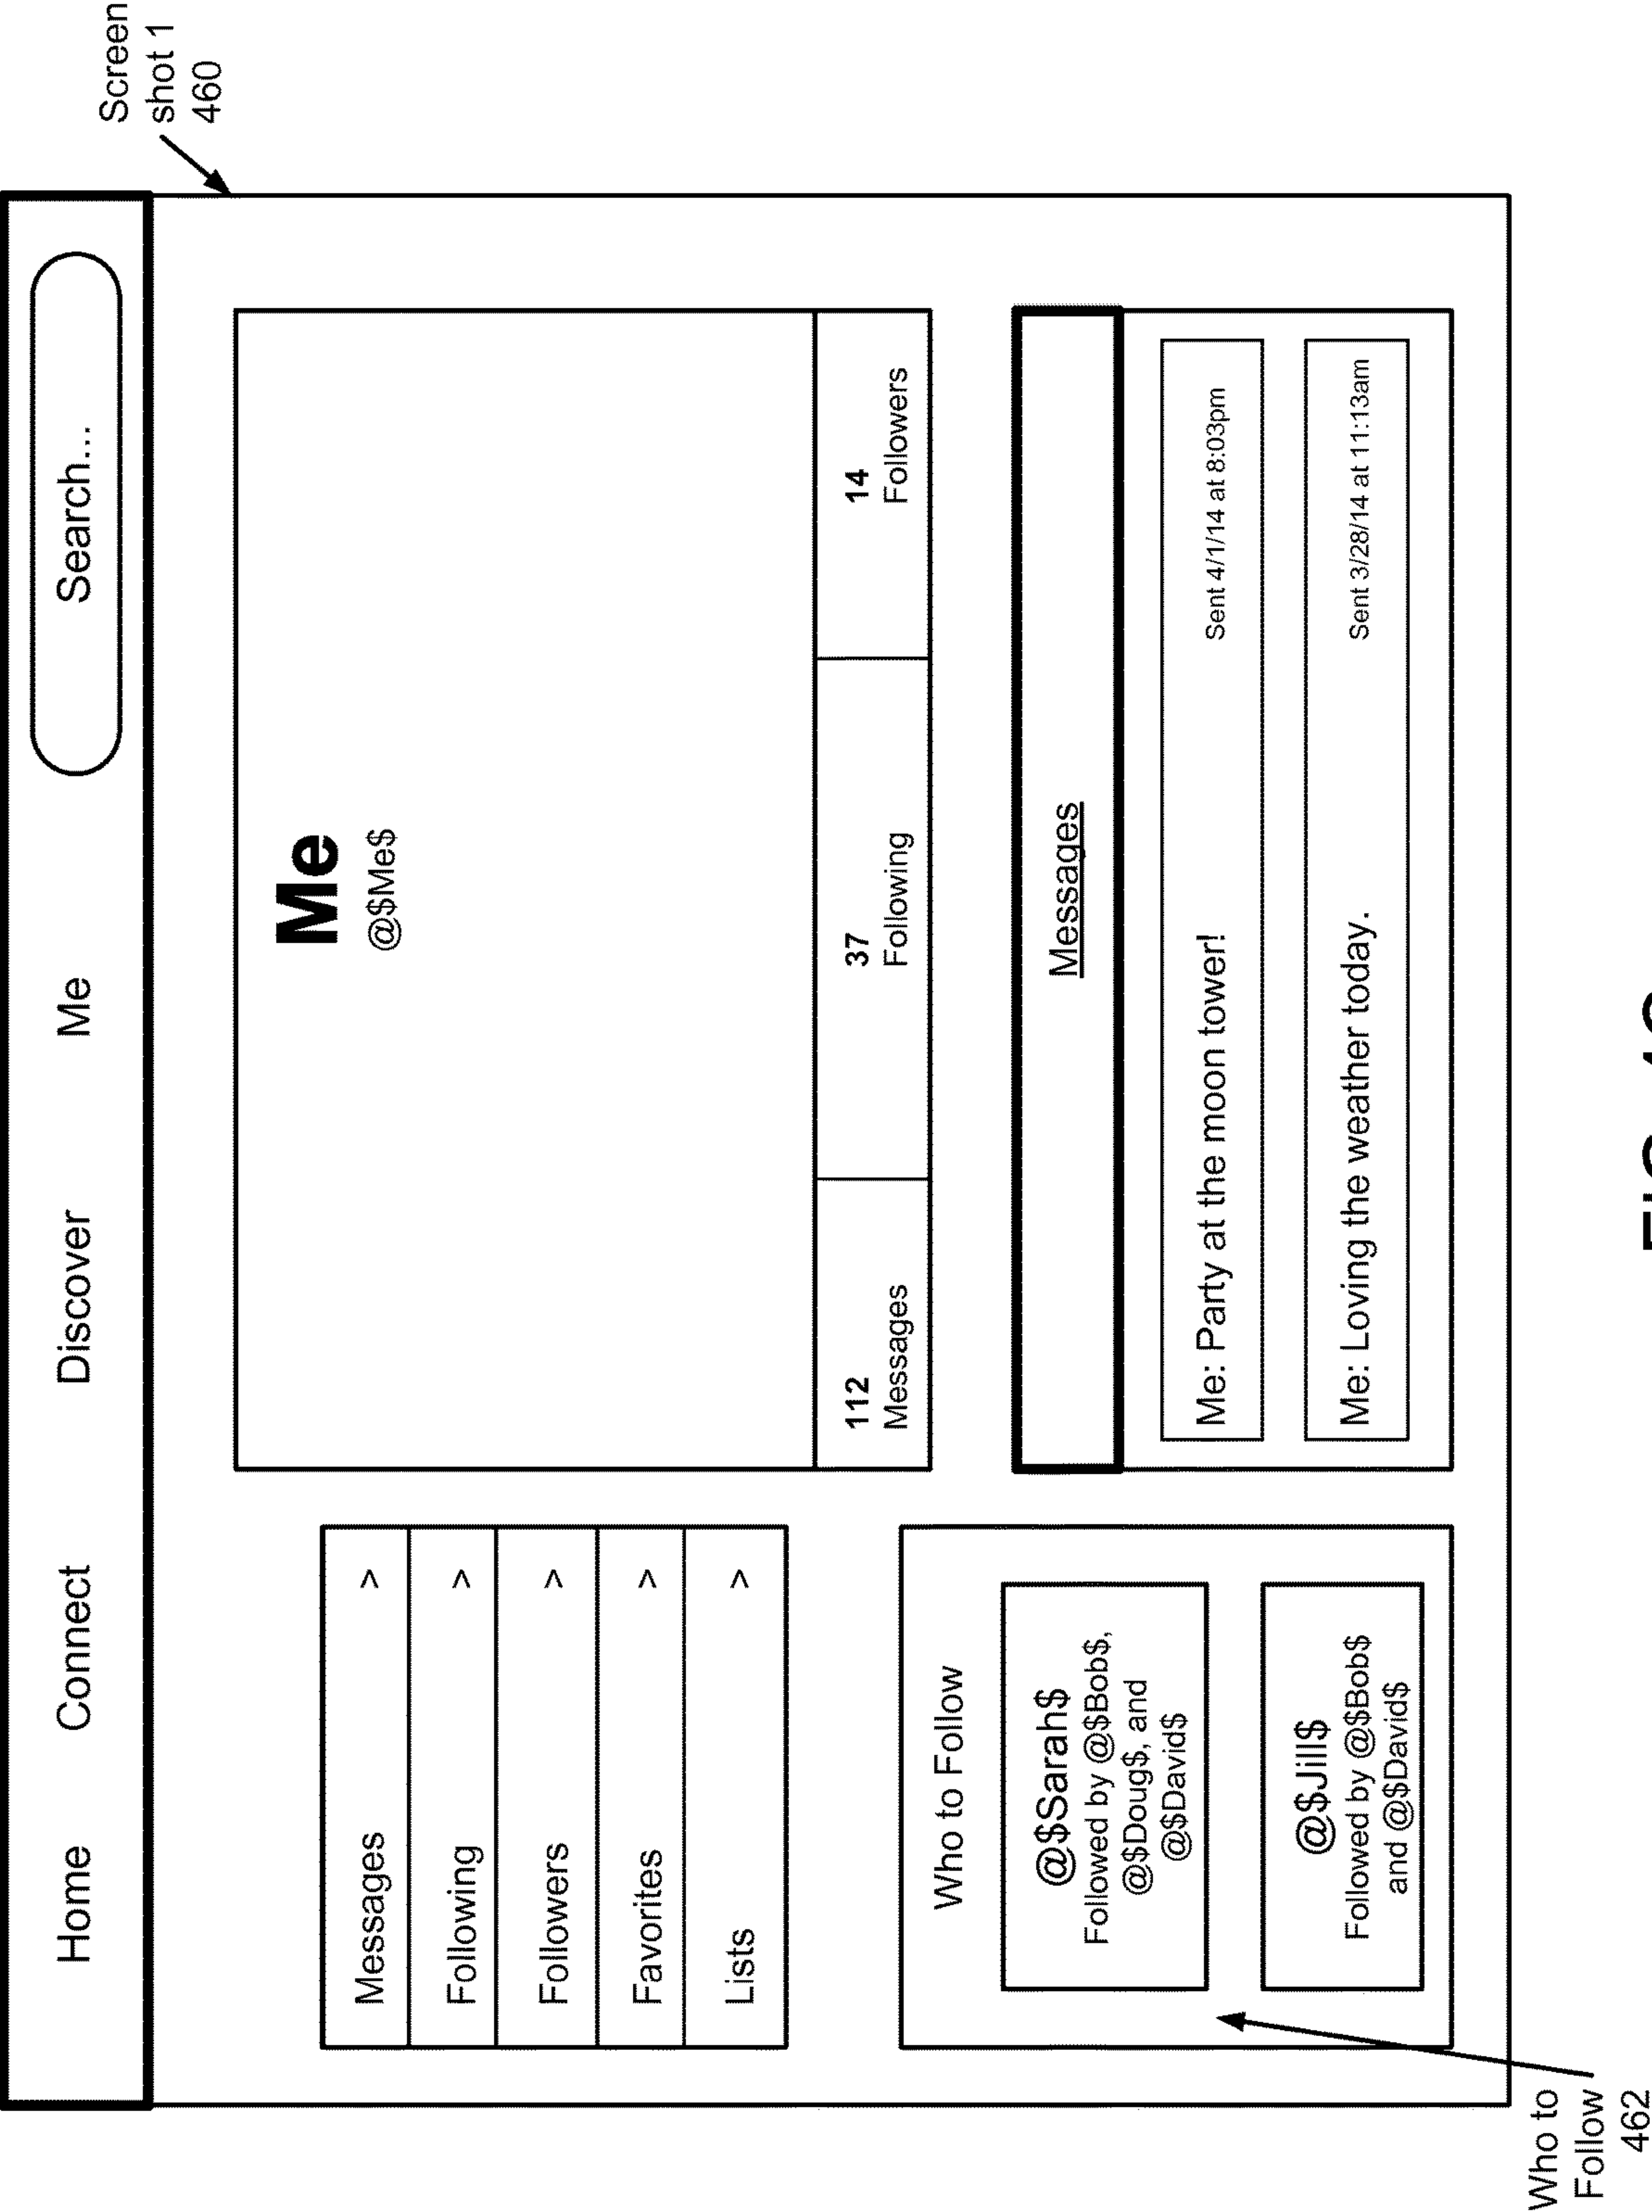 Screen
shot 1
460
Home Connect Discover Me Search...
Messages >
Following >
Followers >
Favorites >
Lists >
Me
@$Me$
112
Messages
37
Following
14
Followers
Who to Follow
@$Sarah$
Followed by @$Bob$,
@$Doug$, and
@$David$
@$Jill$
Followed by @$Bob$
and @$David$
Messages
Me: Party at the moon tower! Sent 4/1/14 at 8:03pm
Me: Loving the weather today. Sent 3/28/14 at 11:13am
Who to
Follow
462